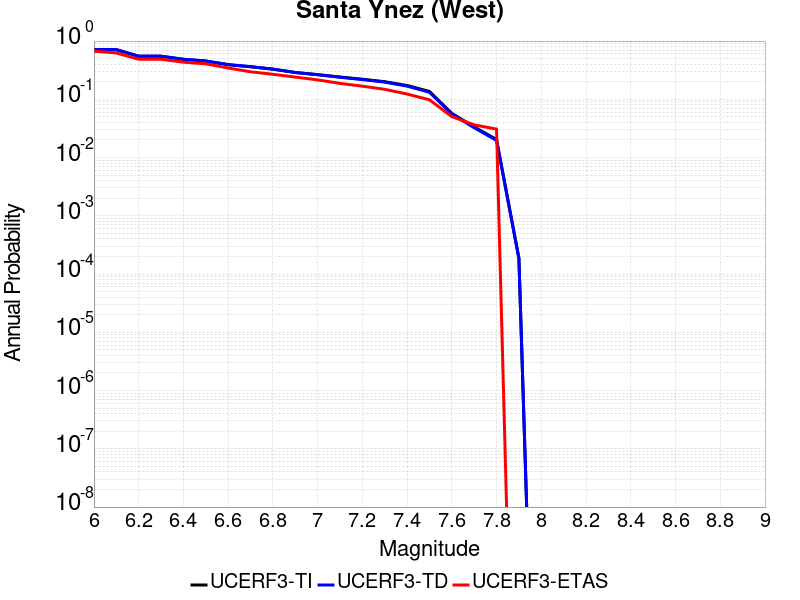 Santa Ynez (West)
Annual Probability
10^0
10^-1
10^-2
10^-3
10^-4
10^-5
10^-6
10^-7
10^-8
6 6.2 6.4 6.6 6.8 7 7.2 7.4 7.6 7.8 8 8.2 8.4 8.6 8.8 9
Magnitude
UCERF3-TI UCERF3-TD UCERF3-ETAS